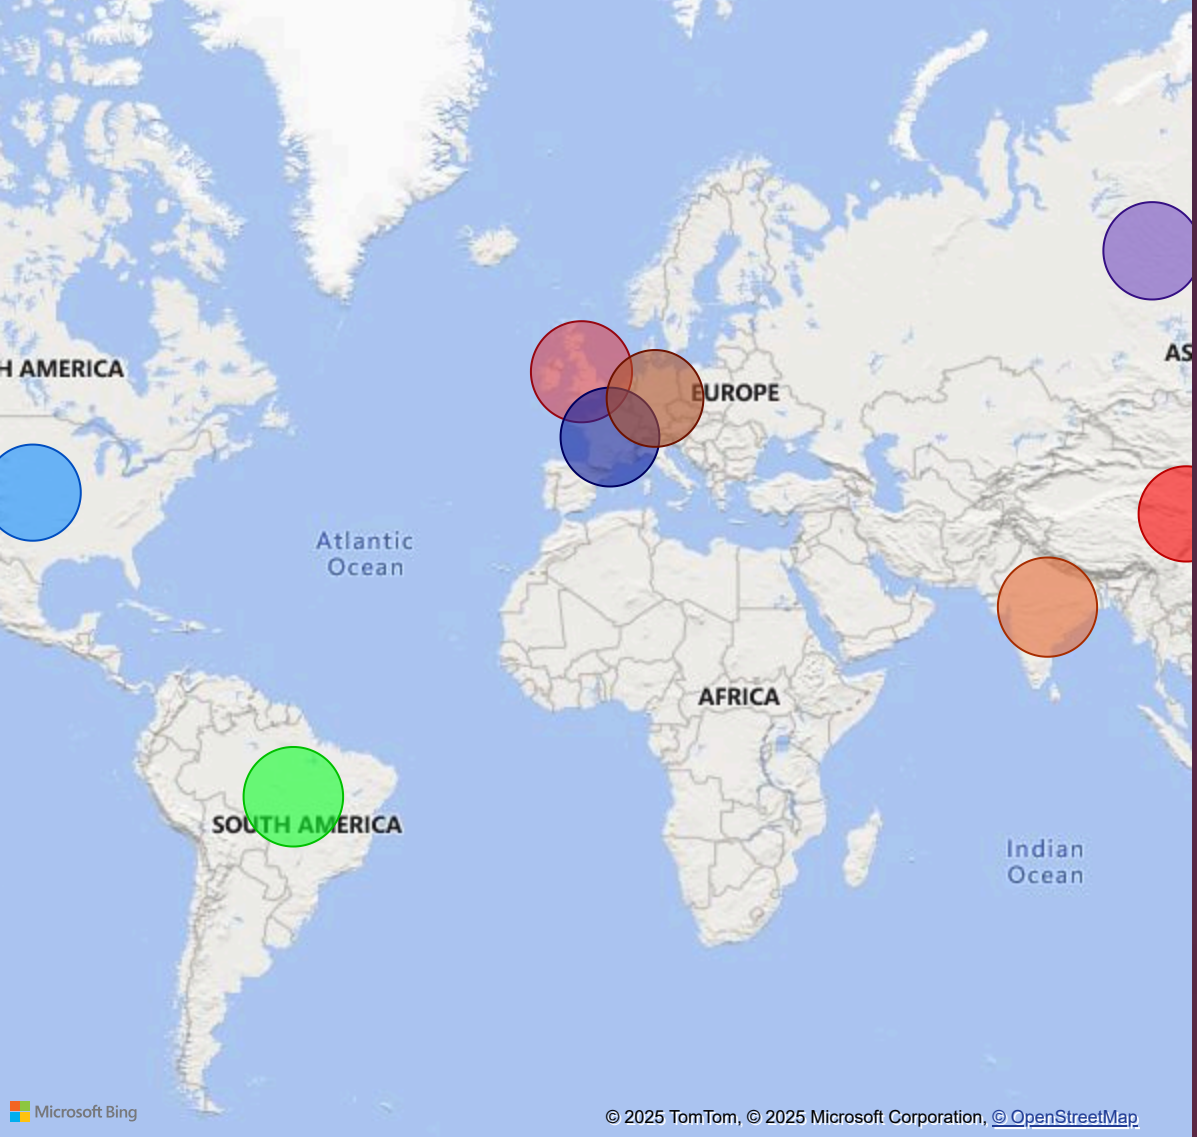 AS
H AMERICA
EUROPE
Atlantic
Ocean
AFRICA
SOUTH AMERICA
Indian
Ocean
Microsoft Bing
© 2025 TomTom, © 2025 Microsoft Corporation, © OpenStreetMap